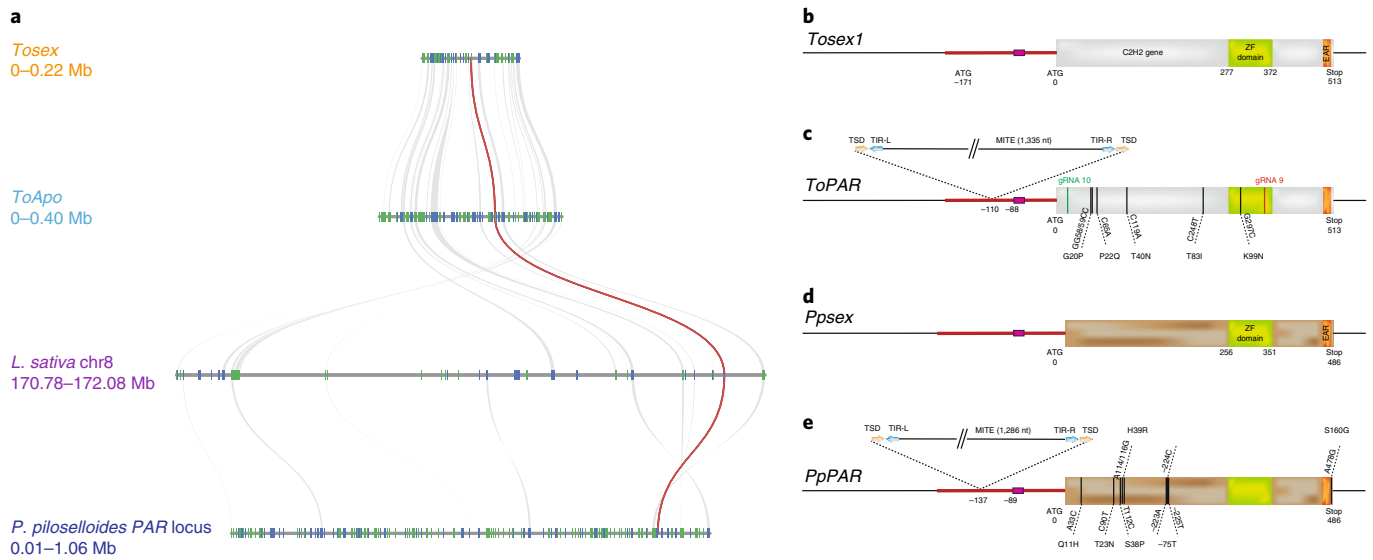 a
Tosex
0–0.22 Mb
ToApo
0–0.40 Mb
L. sativa chr8
170.78–172.08 Mb
P. piloselloides PAR locus
0.01–1.06 Mb
b
Tosex1
C2H2 gene
ZF
domain
EAR
ATG
–171
ATG
0
277
372
Stop
513
c
TSD
TIR-L
MITE (1,335 nt)
TIR-R
TSD
ToPAR
gRNA 10
gRNA 9
–110
–88
ATG
0
Stop
513
GG58/59CC
C65A
C119A
C248T
G297C
G20P
P22Q
T40N
T83I
K99N
d
Ppsex
ZF
domain
EAR
ATG
0
256
351
Stop
486
e
TSD
TIR-L
MITE (1,286 nt)
TIR-R
TSD
H39R
S160G
A114/116G
–224C
A478G
PpPAR
–137
–89
ATG
0
Stop
486
A33C
C90T
T112C
–223A
–225T
Q11H
T23N
S38P
–75T